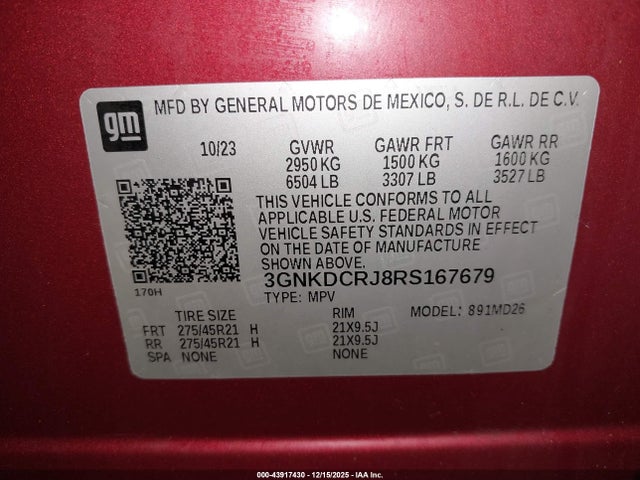 gm
MFD BY GENERAL MOTORS DE MEXICO, S. DE R.L. DE C.V.
10/23 GVWR GAWR FRT GAWR RR
2950 KG 1500 KG 1600 KG
6504 LB 3307 LB 3527 LB
THIS VEHICLE CONFORMS TO ALL
APPLICABLE U.S. FEDERAL MOTOR
VEHICLE SAFETY STANDARDS IN EFFECT
ON THE DATE OF MANUFACTURE
SHOWN ABOVE.
3GNKDCRJ8RS167679
170H
TYPE: MPV
TIRE SIZE RIM MODEL: 891MD26
FRT 275/45R21 H 21X9.5J
RR 275/45R21 H 21X9.5J
SPA NONE NONE
000-43917430 - 12/15/2025 - IAA Inc.